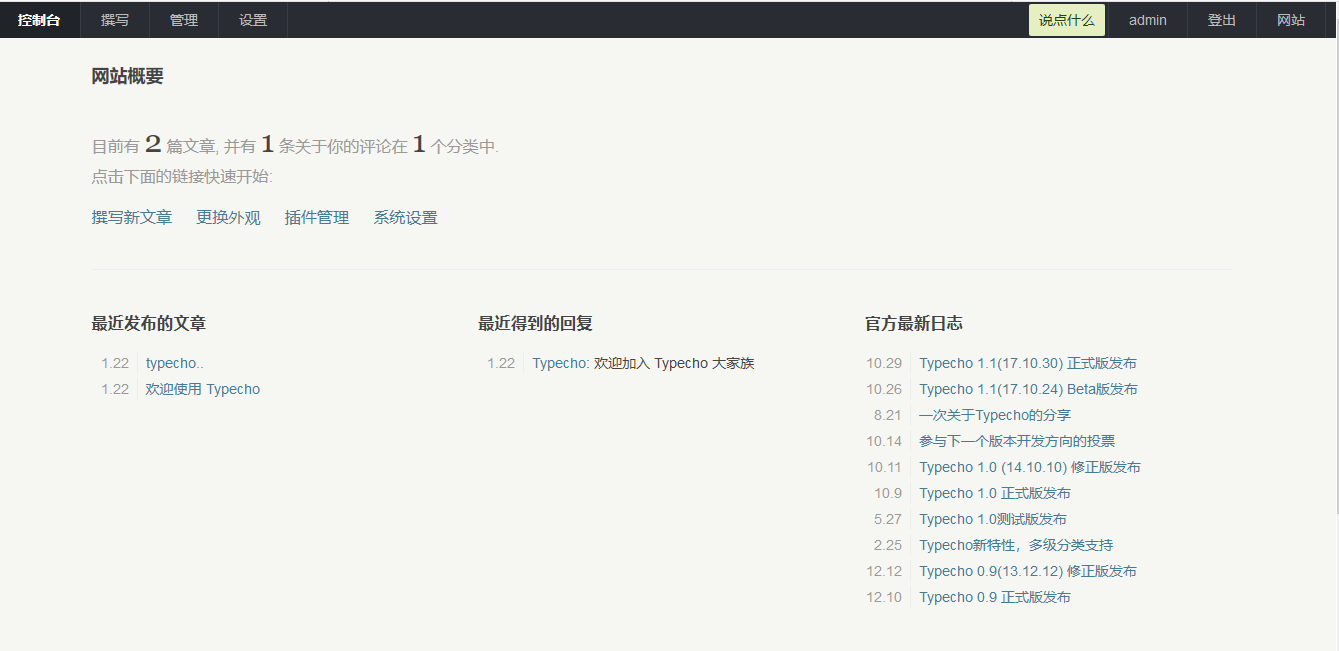 控制台 撰写 管理 设置 说点什么 admin 登出 网站
网站概要
目前有 2 篇文章, 并有 1 条关于你的评论在 1 个分类中.
点击下面的链接快速开始:
撰写新文章 更换外观 插件管理 系统设置
最近发布的文章
1.22 typecho..
1.22 欢迎使用 Typecho
最近得到的回复
1.22 Typecho: 欢迎加入 Typecho 大家族
官方最新日志
10.29 Typecho 1.1(17.10.30) 正式版发布
10.26 Typecho 1.1(17.10.24) Beta版发布
8.21 一次关于Typecho的分享
10.14 参与下一个版本开发方向的投票
10.11 Typecho 1.0 (14.10.10) 修正版发布
10.9 Typecho 1.0 正式版发布
5.27 Typecho 1.0测试版发布
2.25 Typecho新特性，多级分类支持
12.12 Typecho 0.9(13.12.12) 修正版发布
12.10 Typecho 0.9 正式版发布